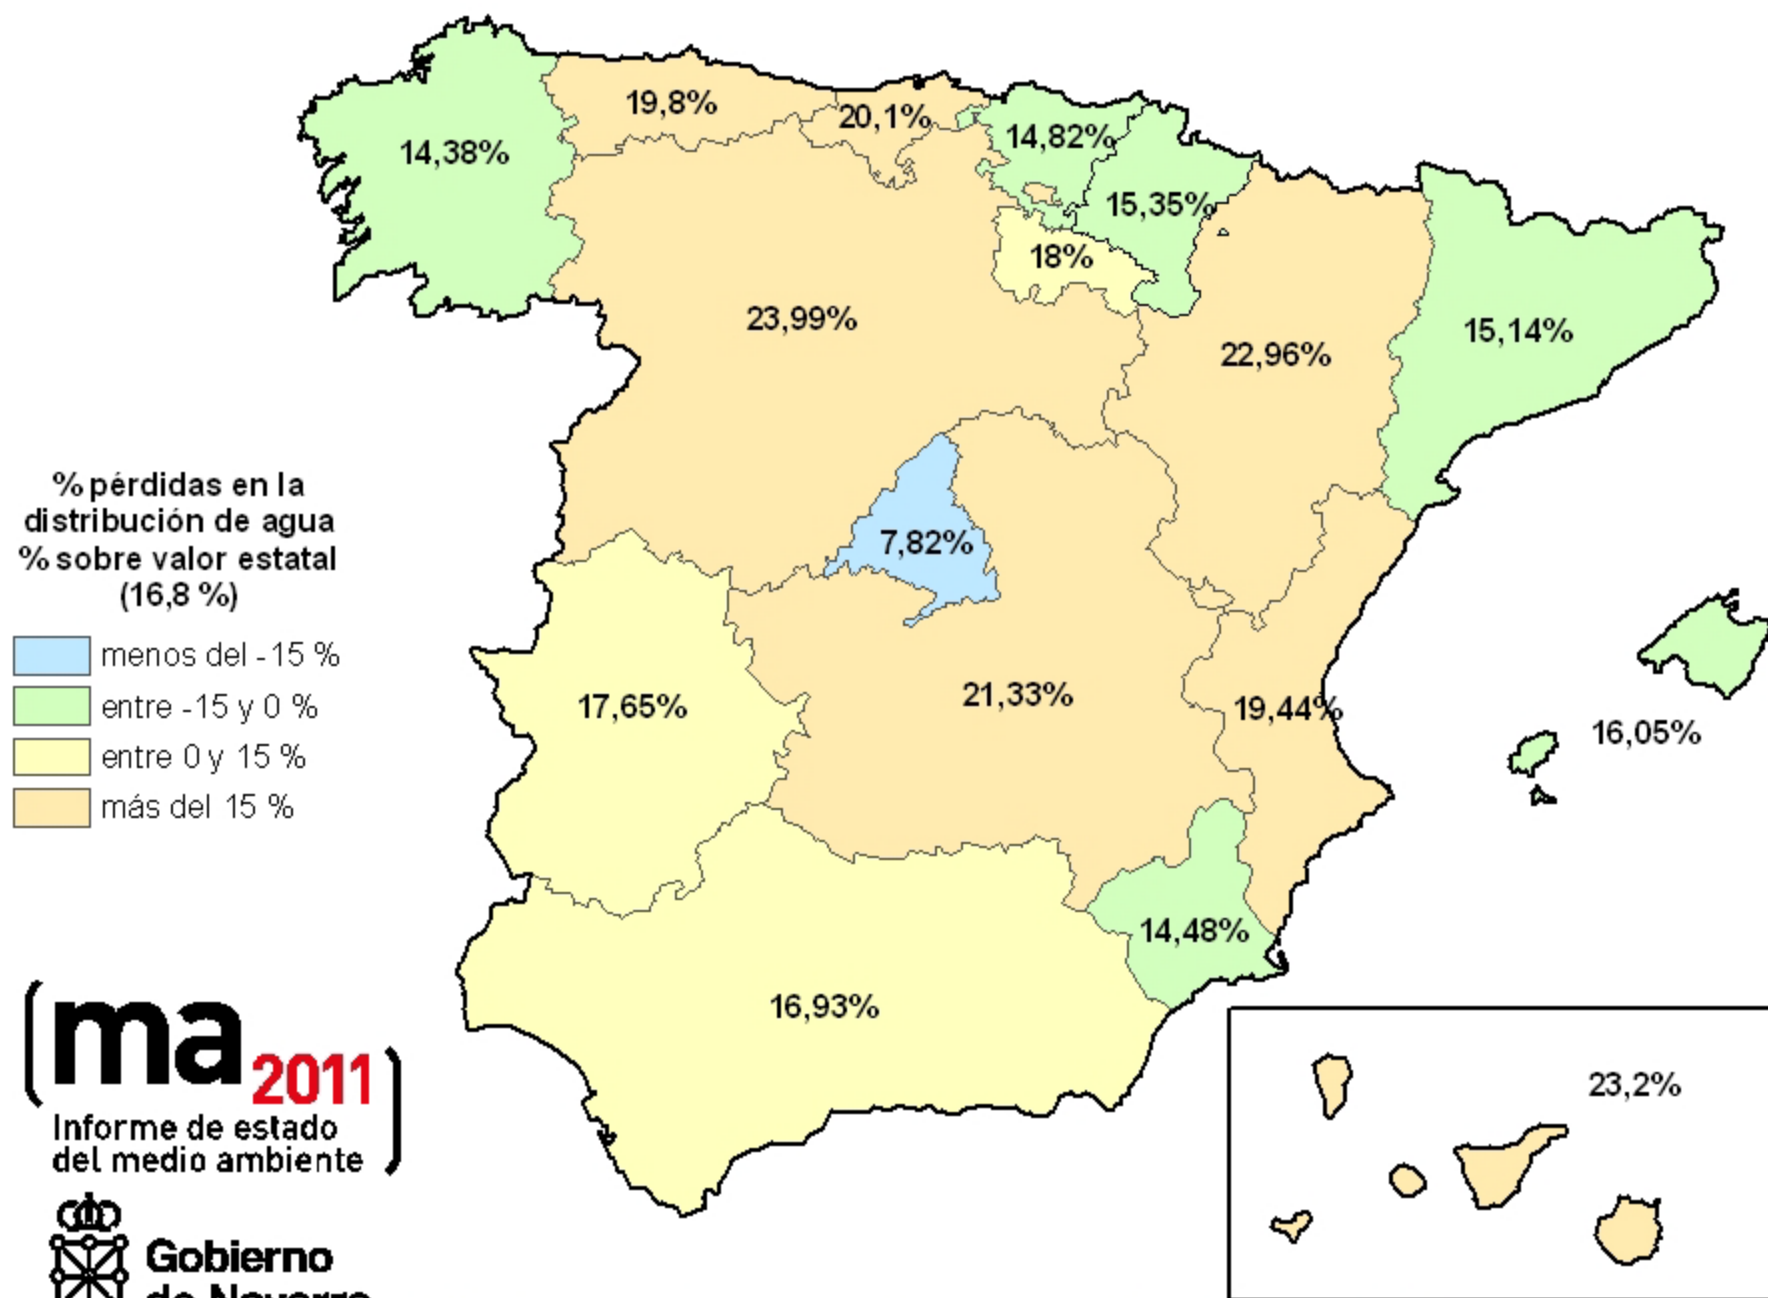 19,8%
20,1%
14,82%
14,38%
15,35%
18%
23,99%
22,96%
15,14%
% pérdidas en la
distribución de agua
% sobre valor estatal
(16,8 %)
menos del -15 %
entre -15 y 0 %
entre 0 y 15 %
más del 15 %
7,82%
17,65%
21,33%
19,44%
16,05%
14,48%
16,93%
23,2%
ma 2011
Informe de estado
del medio ambiente
Gobierno
de Navarra